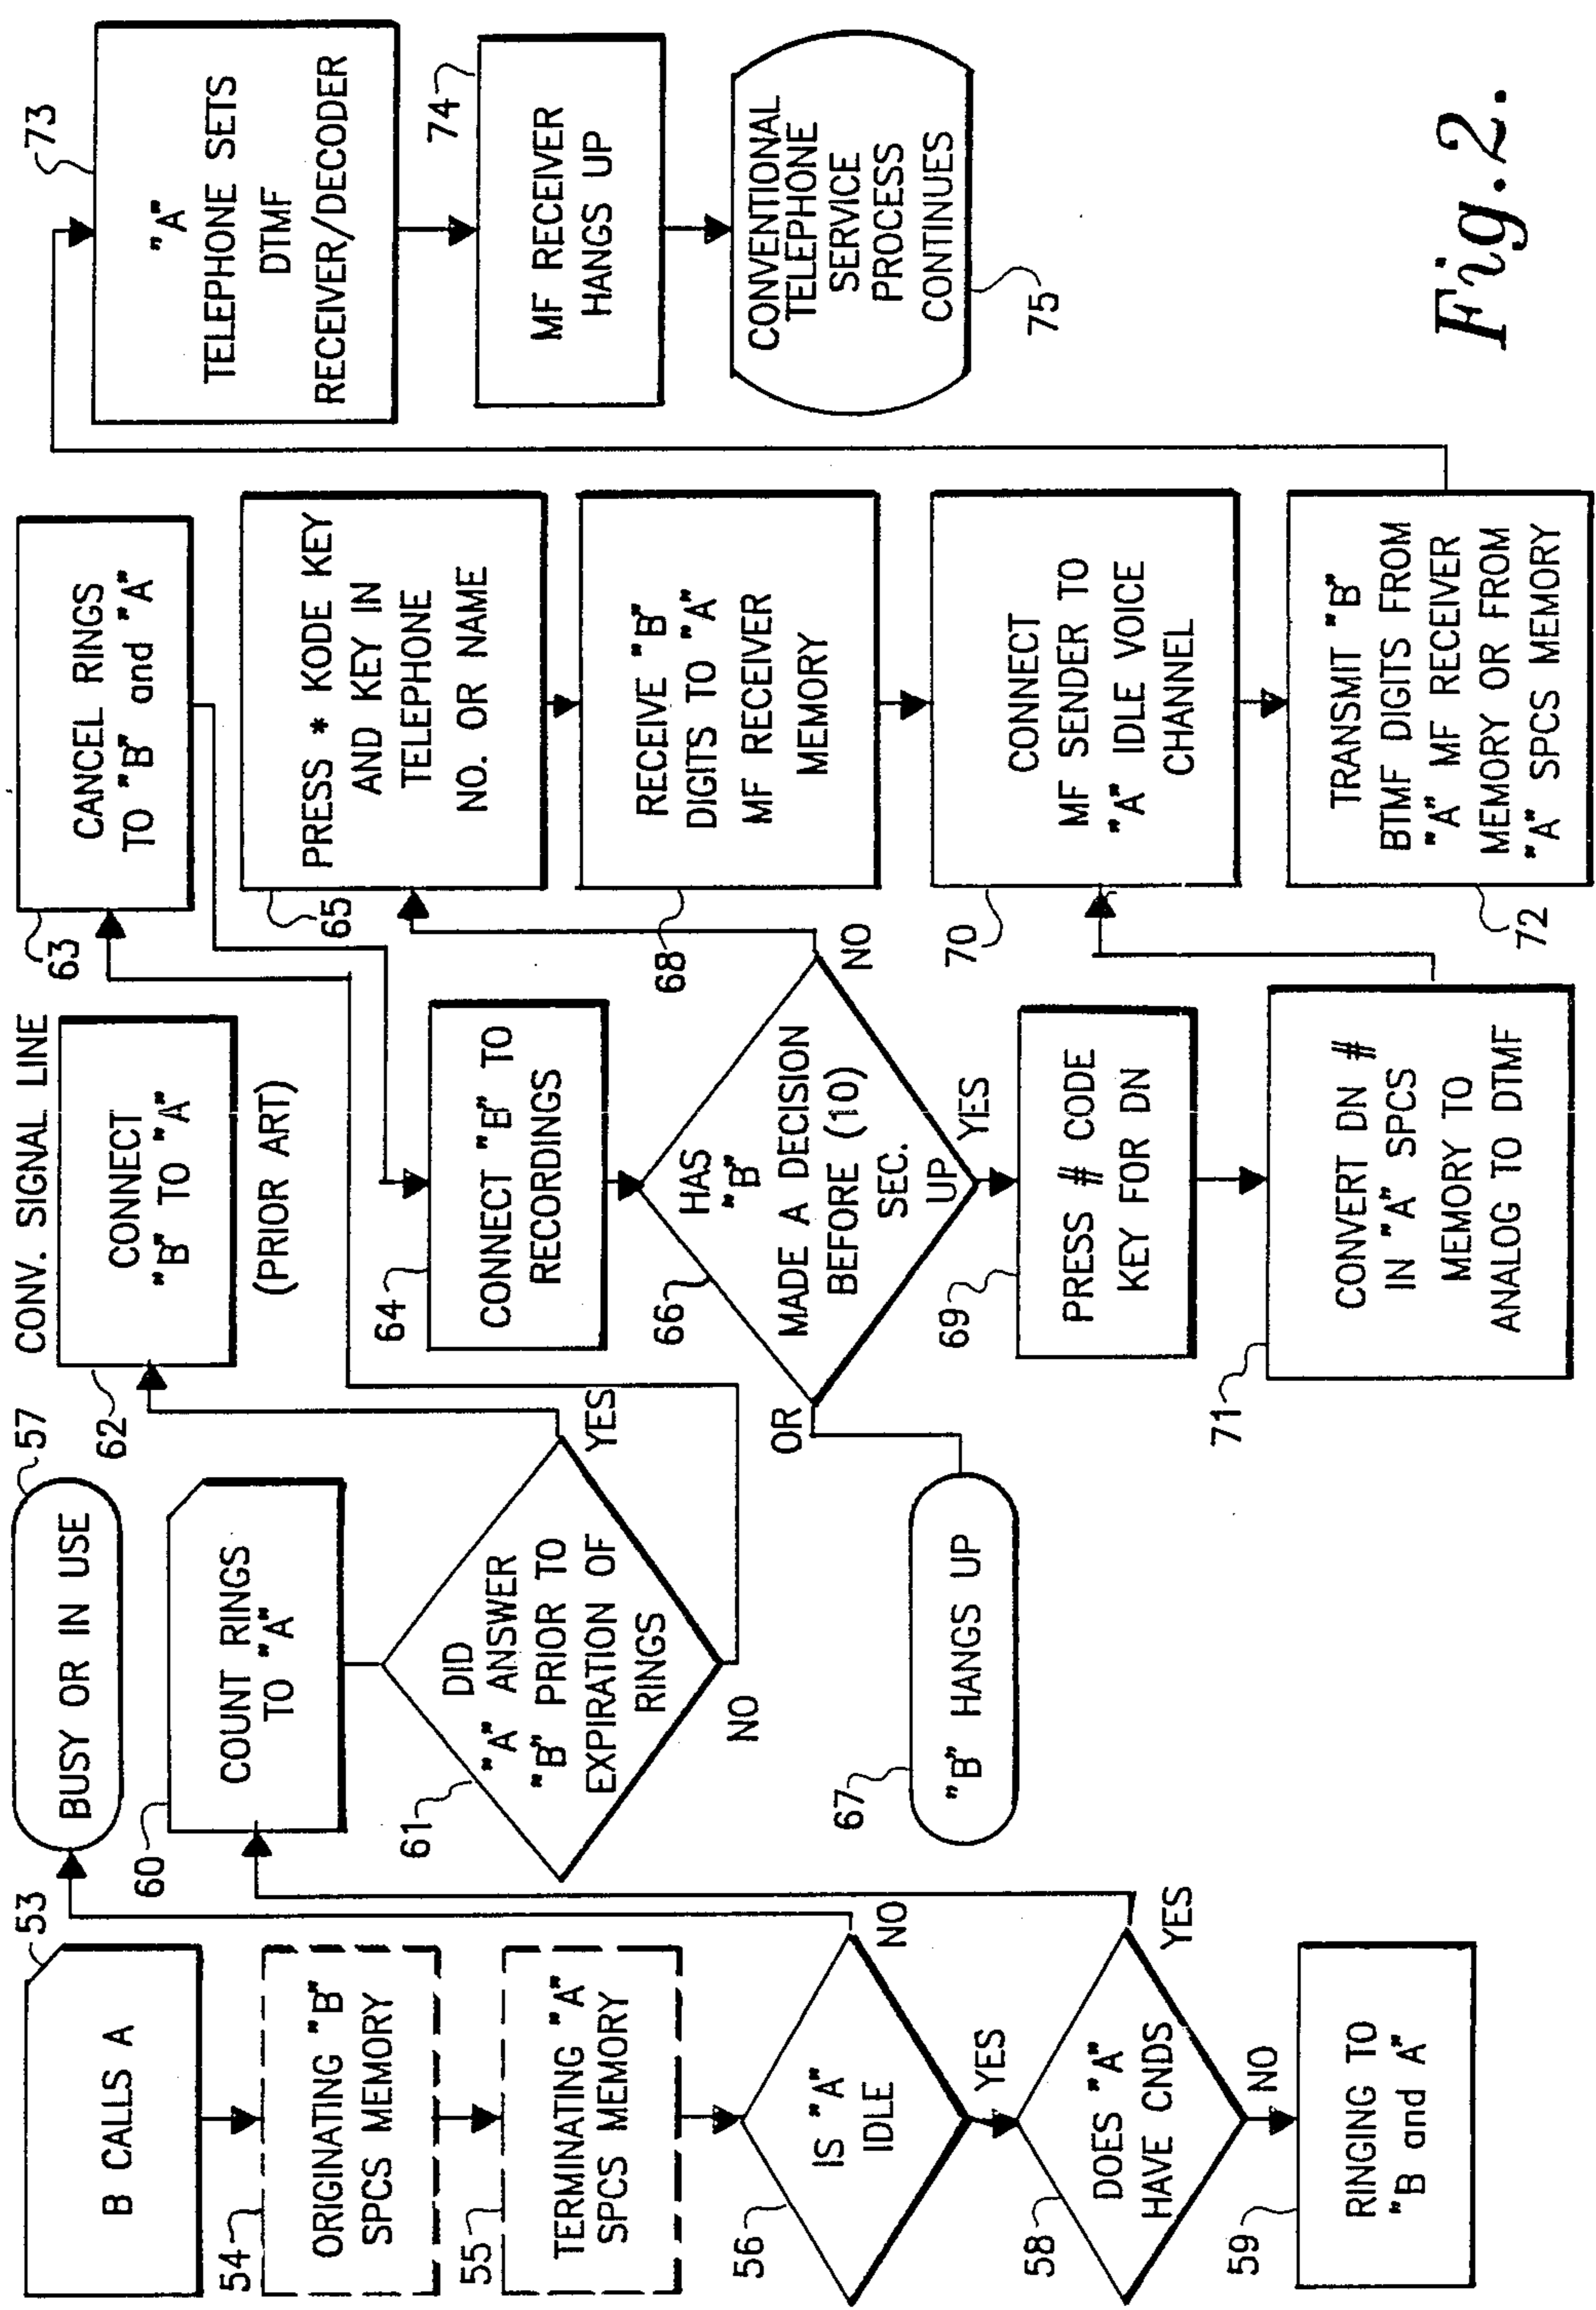 53
B CALLS A
54
ORIGINATING "B"
SPCS MEMORY
55
TERMINATING "A"
SPCS MEMORY
56
IS "A"
IDLE
NO
YES
58
DOES "A"
HAVE CNDS
YES
NO
59
RINGING TO
"B and A"
57
BUSY OR IN USE
60
COUNT RINGS
TO "A"
61
DID
"A" ANSWER
"B" PRIOR TO
EXPIRATION OF
RINGS
YES
NO
67
"B" HANGS UP
CONV. SIGNAL LINE
62
CONNECT
"B" TO "A"
(PRIOR ART)
64
CONNECT "B" TO
RECORDINGS
66
HAS
"B"
MADE A DECISION
BEFORE (10)
SEC.
UP
OR
NO
YES
69
PRESS # CODE
KEY FOR DN
71
CONVERT DN #
IN "A" SPCS
MEMORY TO
ANALOG TO DTMF
63
CANCEL RINGS
TO "B" and "A"
65
PRESS * KODE KEY
AND KEY IN
TELEPHONE
NO. OR NAME
68
RECEIVE "B"
DIGITS TO "A"
MF RECEIVER
MEMORY
70
CONNECT
MF SENDER TO
"A" IDLE VOICE
CHANNEL
72
TRANSMIT "B"
BTMF DIGITS FROM
"A" MF RECEIVER
MEMORY OR FROM
"A" SPCS MEMORY
73
"A"
TELEPHONE SETS
DTMF
RECEIVER/DECODER
74
MF RECEIVER
HANGS UP
CONVENTIONAL
TELEPHONE
SERVICE
PROCESS
CONTINUES
75
Fig. 2.